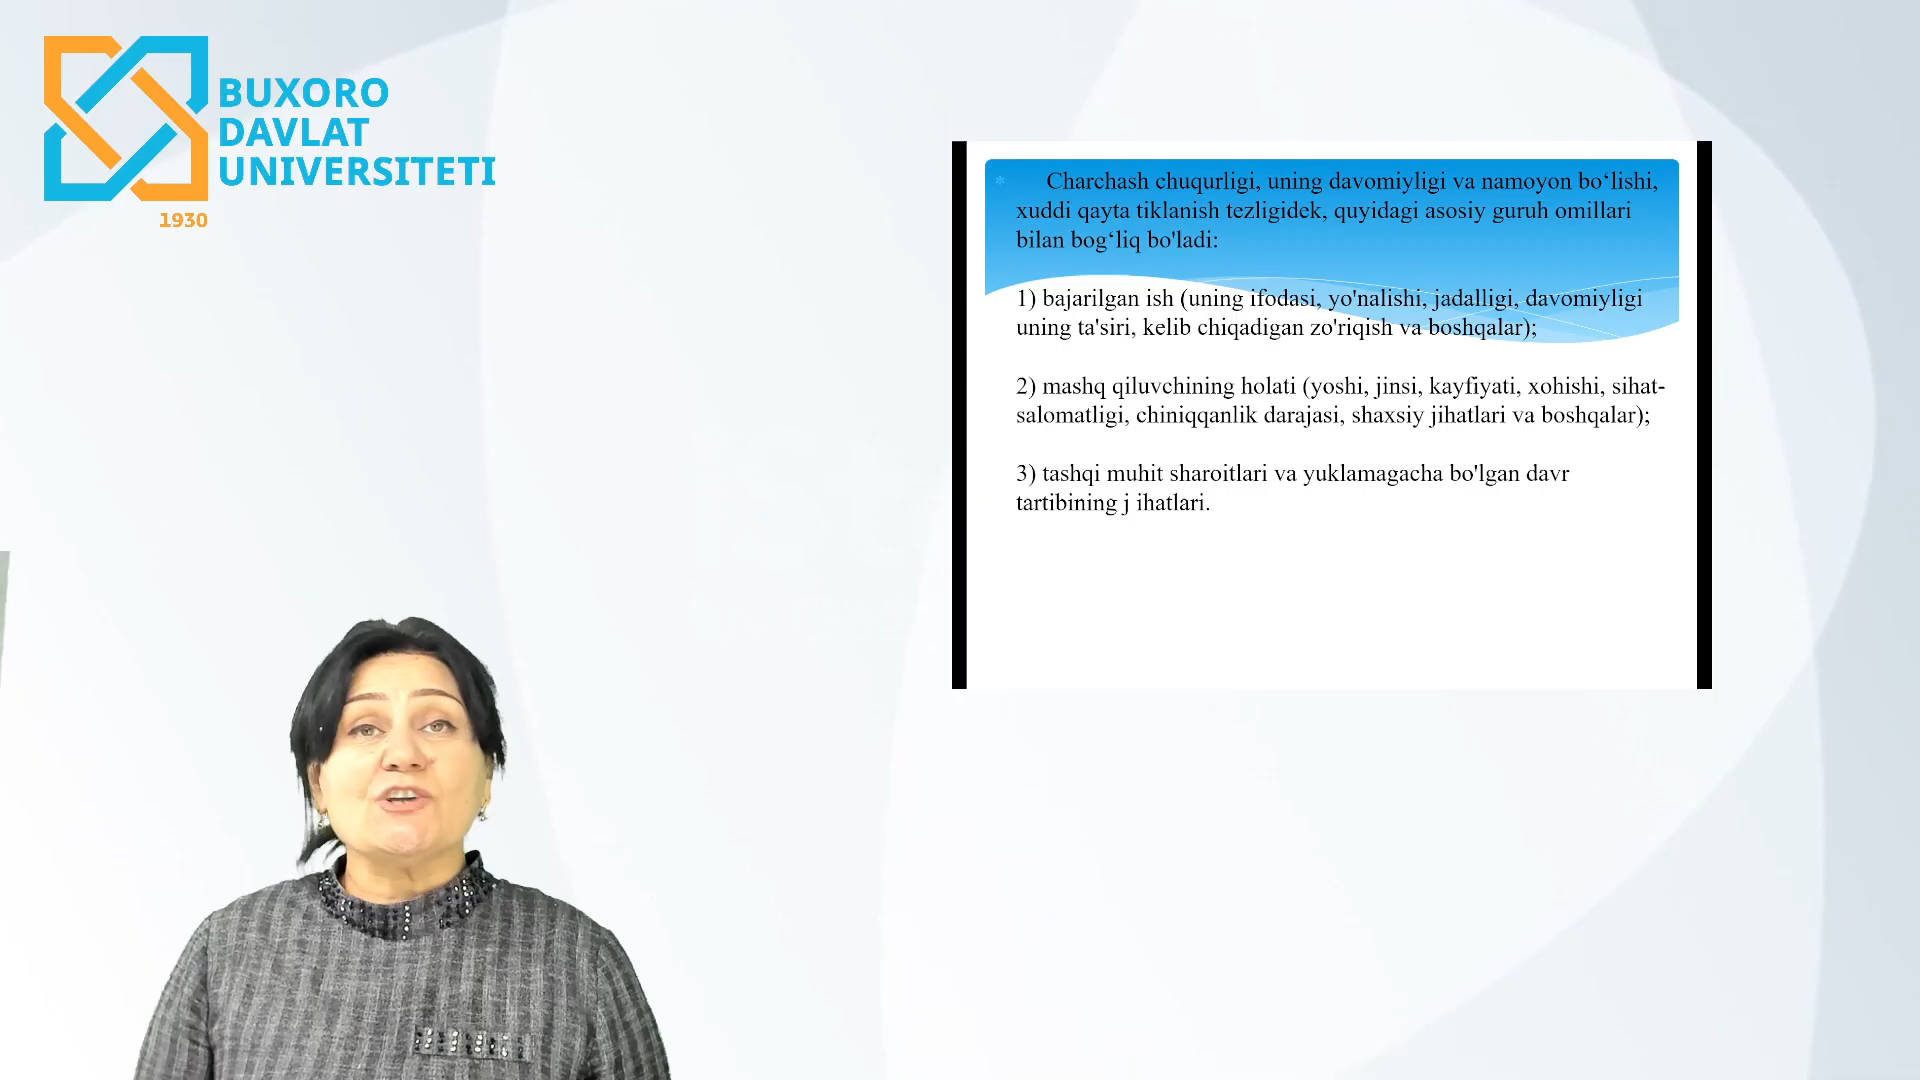 BUXORO
DAVLAT
UNIVERSITETI
1930
* Charchash chuqurligi, uning davomiyligi va namoyon bo‘lishi,
xuddi qayta tiklanish tezligidek, quyidagi asosiy guruh omillari
bilan bog‘liq bo'ladi:
1) bajarilgan ish (uning ifodasi, yo'nalishi, jadalligi, davomiyligi
uning ta'siri, kelib chiqadigan zo'riqish va boshqalar);
2) mashq qiluvchining holati (yoshi, jinsi, kayfiyati, xohishi, sihat-
salomatligi, chiniqqanlik darajasi, shaxsiy jihatlari va boshqalar);
3) tashqi muhit sharoitlari va yuklamagacha bo'lgan davr
tartibining j ihatlari.